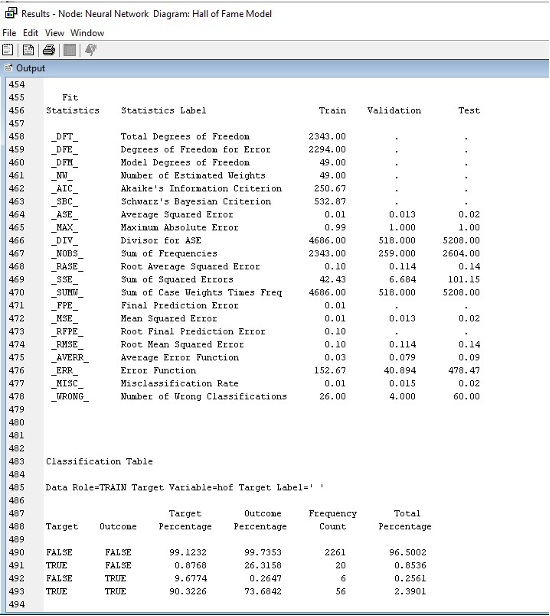 Results - Node: Neural Network Diagram: Hall of Fame Model
File Edit View Window
Output
454
455 Fit
456 Statistics Statistics Label Train Validation Test
457
458 _DFT_ Total Degrees of Freedom 2343.00 . .
459 _DFE_ Degrees of Freedom for Error 2294.00 . .
460 _DFM_ Model Degrees of Freedom 49.00 . .
461 _NW_ Number of Estimated Weights 49.00 . .
462 _AIC_ Akaike's Information Criterion 250.67 . .
463 _SBC_ Schwarz's Bayesian Criterion 532.87 . .
464 _ASE_ Average Squared Error 0.01 0.013 0.02
465 _MAX_ Maximum Absolute Error 0.99 1.000 1.00
466 _DIV_ Divisor for ASE 4686.00 518.000 5208.00
467 _NOBS_ Sum of Frequencies 2343.00 259.000 2604.00
468 _RASE_ Root Average Squared Error 0.10 0.114 0.14
469 _SSE_ Sum of Squared Errors 42.43 6.684 101.15
470 _SUMW_ Sum of Case Weights Times Freq 4686.00 518.000 5208.00
471 _FPE_ Final Prediction Error 0.01 . .
472 _MSE_ Mean Squared Error 0.01 0.013 0.02
473 _RFPE_ Root Final Prediction Error 0.10 . .
474 _RMSE_ Root Mean Squared Error 0.10 0.114 0.14
475 _AVERR_ Average Error Function 0.03 0.079 0.09
476 _ERR_ Error Function 152.67 40.894 478.47
477 _MISC_ Misclassification Rate 0.01 0.015 0.02
478 _WRONG_ Number of Wrong Classifications 26.00 4.000 60.00
479
480
481
482
483 Classification Table
484
485 Data Role=TRAIN Target Variable=hof Target Label=' '
486
487 Target Outcome Frequency Total
488 Target Outcome Percentage Percentage Count Percentage
489
490 FALSE FALSE 99.1232 99.7353 2261 96.5002
491 TRUE FALSE 0.8768 26.3158 20 0.8536
492 FALSE TRUE 9.6774 0.2647 6 0.2561
493 TRUE TRUE 90.3226 73.6842 56 2.3901
494